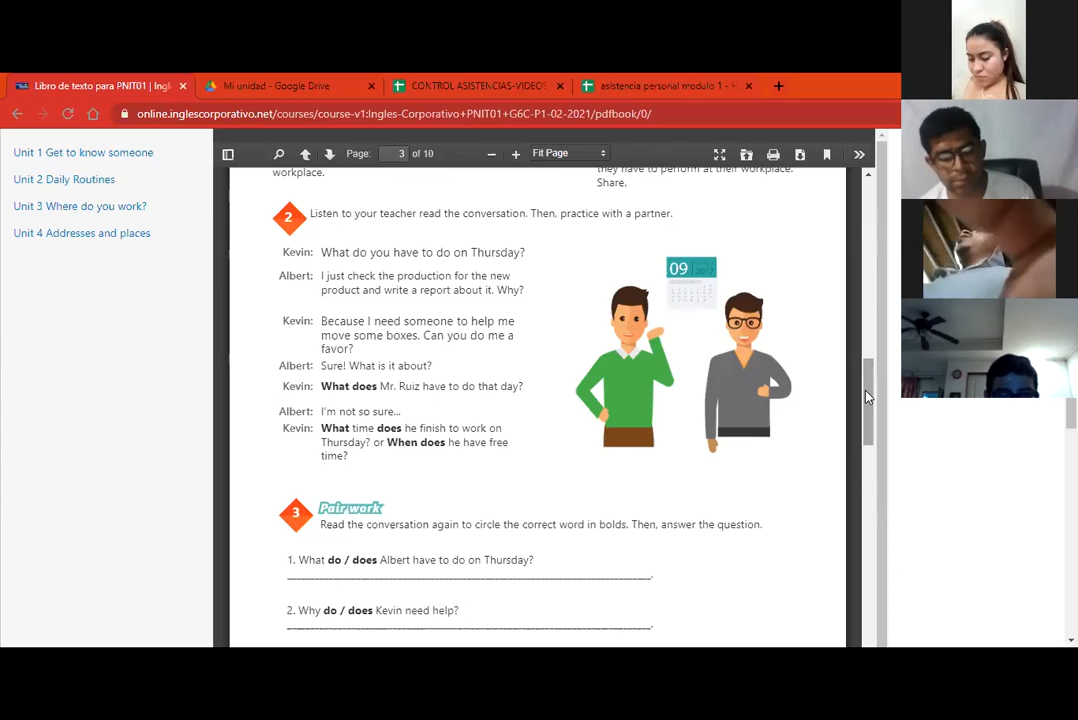 Libro de texto para PNIT01 | Ingl
Mi unidad - Google Drive
CONTROL ASISTENCIAS-VIDEOS
asistencia personal modulo 1 - H
online.inglescorporativo.net/courses/course-v1:Ingles-Corporativo+PNIT01+G6C-P1-02-2021/pdfbook/0/
Page: 3 of 10
Fit Page
Unit 1 Get to know someone
Unit 2 Daily Routines
Unit 3 Where do you work?
Unit 4 Addresses and places
workplace.
they have to perform at their workplace.
Share.
2 Listen to your teacher read the conversation. Then, practice with a partner.
Kevin: What do you have to do on Thursday?
Albert: I just check the production for the new
product and write a report about it. Why?
Kevin: Because I need someone to help me
move some boxes. Can you do me a
favor?
Albert: Sure! What is it about?
Kevin: What does Mr. Ruiz have to do that day?
Albert: I'm not so sure...
Kevin: What time does he finish to work on
Thursday? or When does he have free
time?
09 2017
3 Pair work
Read the conversation again to circle the correct word in bolds. Then, answer the question.
1. What do / does Albert have to do on Thursday?
2. Why do / does Kevin need help?